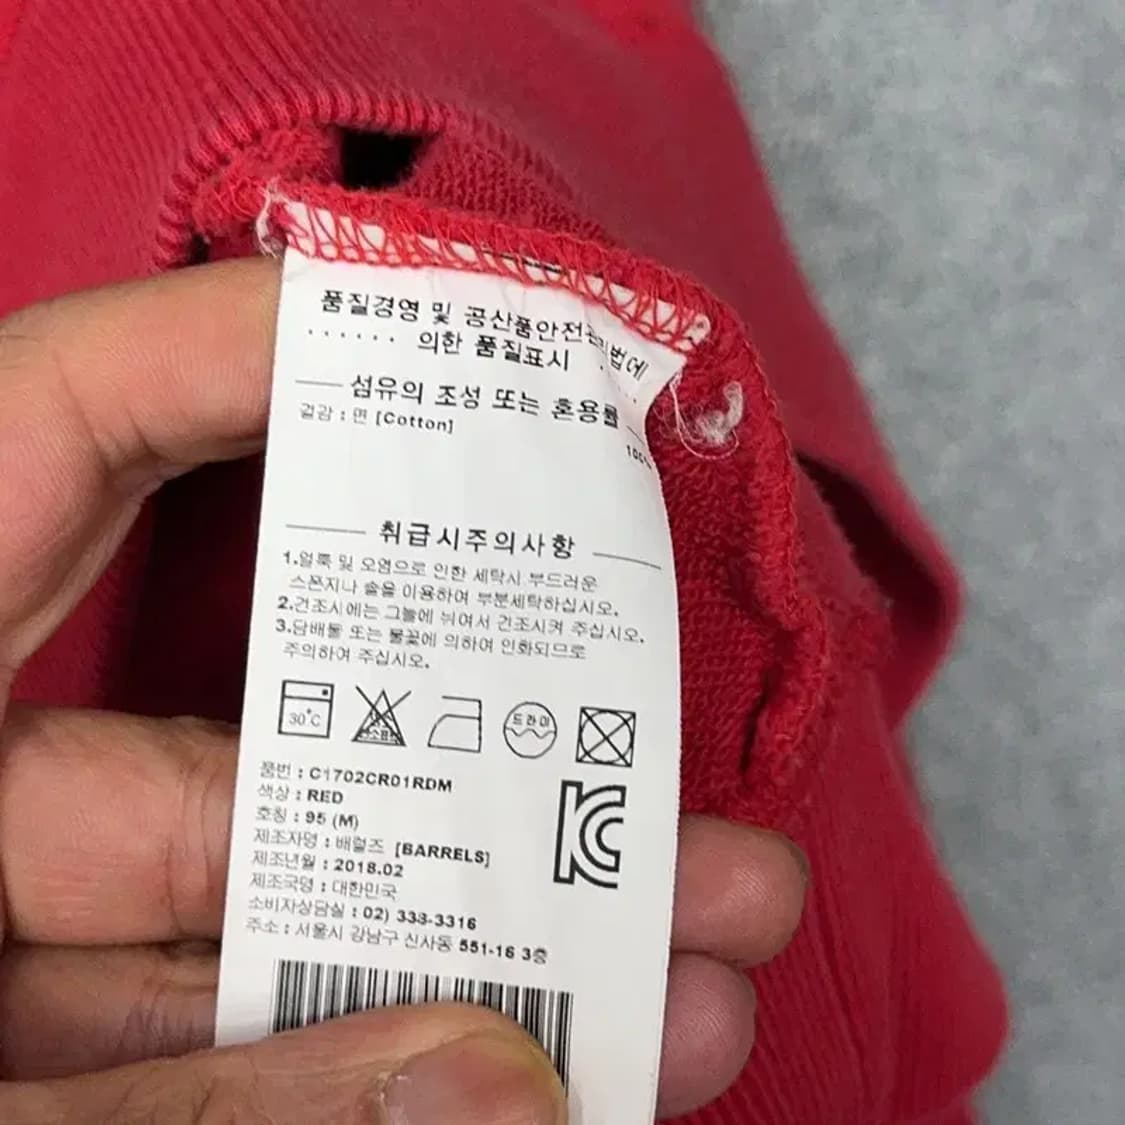 품질경영 및 공산품안전관리법에
...... 의한 품질표시 .....
섬유의 조성 또는 혼용률
겉감 : 면 [Cotton]
취급시주의사항
1.얼룩 및 오염으로 인한 세탁시 부드러운
스폰지나 솔을 이용하여 부분세탁하십시오.
2.건조시에는 그늘에 뉘어서 건조시켜 주십시오.
3.담배불 또는 불꽃에 의하여 인화되므로
주의하여 주십시오.
30°C 드라이
품번 : C1702CR01RDM
색상 : RED
호칭 : 95 (M)
제조자명 : 배럴즈 [BARRELS]
제조년월 : 2018.02
제조국명 : 대한민국
소비자상담실 : 02) 338-3316
주소 : 서울시 강남구 신사동 551-16 3층